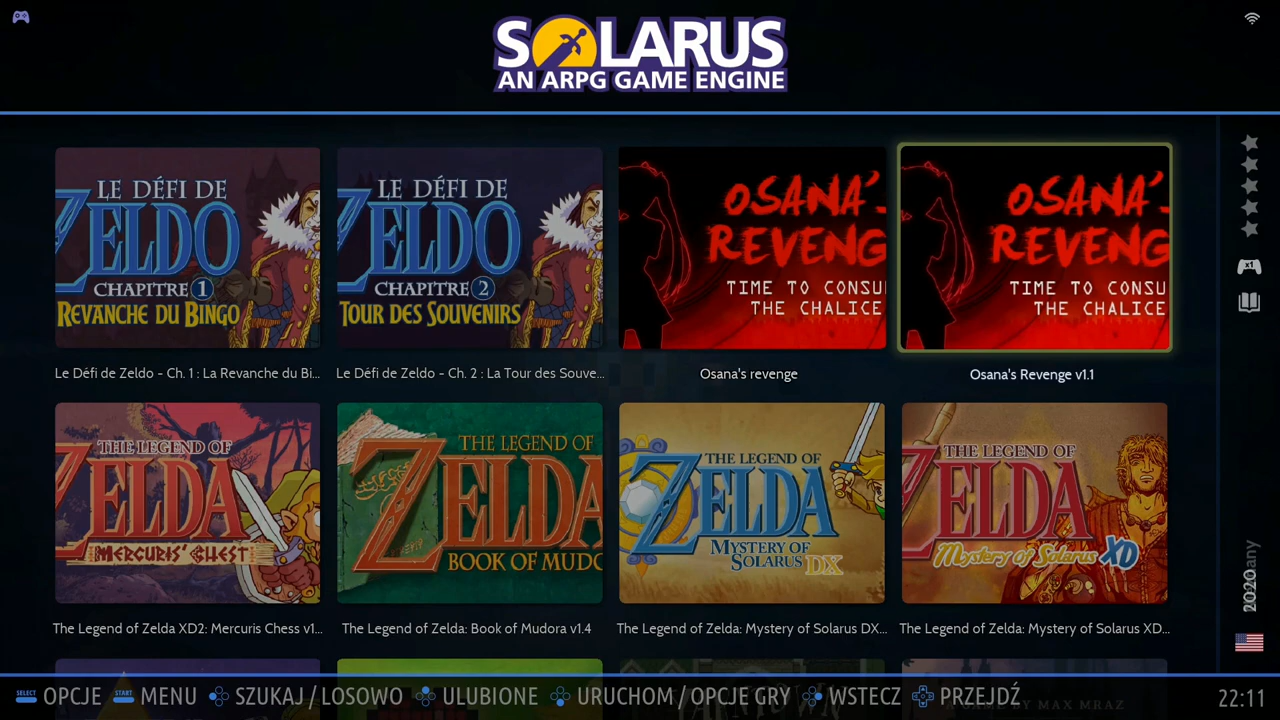 SOLARUS
AN ARPG GAME ENGINE
LE DÉFI DE
ZELDO
CHAPITRE 1
REVANCHE DU BINGO
Le Défi de Zeldo - Ch. 1 : La Revanche du Bi...
LE DÉFI DE
ZELDO
CHAPITRE 2
TOUR DES SOUVENIRS
Le Défi de Zeldo - Ch. 2 : La Tour des Souve...
OSANA'S
REVENG
TIME TO CONSU
THE CHALICE
Osana's revenge
OSANA'S
REVENG
TIME TO CONSU
THE CHALICE
Osana's Revenge v1.1
x1
THE LEGEND OF
ZELDA
MERCURIS' CHEST
The Legend of Zelda XD2: Mercuris Chess v1...
THE LEGEND OF
ZELDA
BOOK OF MUDO
The Legend of Zelda: Book of Mudora v1.4
THE LEGEND OF
ZELDA
MYSTERY OF
SOLARUS DX
The Legend of Zelda: Mystery of Solarus DX...
THE LEGEND OF
ZELDA
Mystery of Solarus XD
The Legend of Zelda: Mystery of Solarus XD...
2020
A GAME BY MAX MRAZ
SELECT OPCJE START MENU SZUKAJ / LOSOWO ULUBIONE URUCHOM / OPCJE GRY WSTECZ PRZEJDŹ
22:11